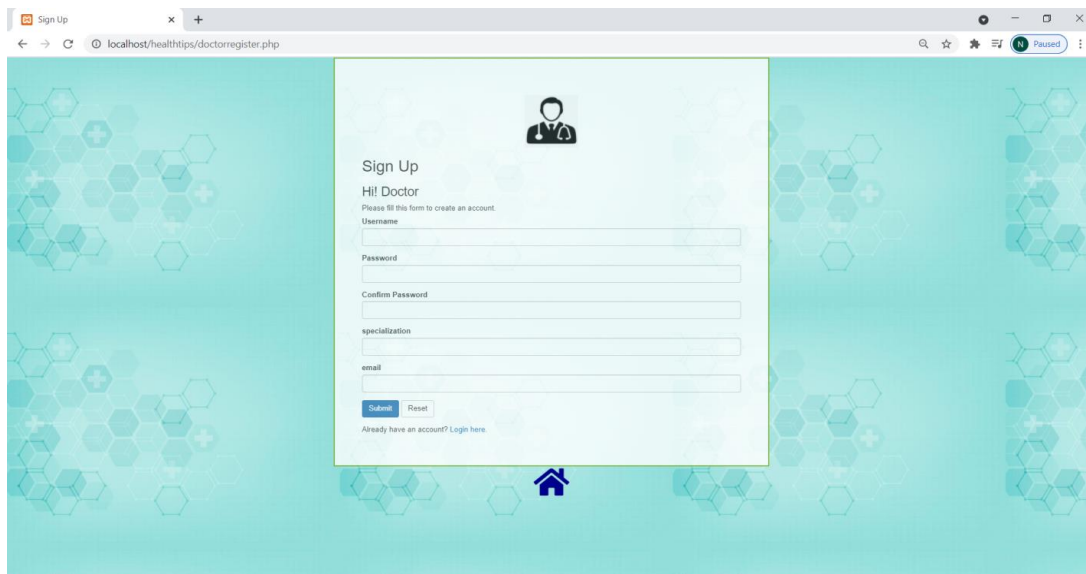 Sign Up
localhost/healthtips/doctorregister.php
N Paused
Sign Up
Hi! Doctor
Please fill this form to create an account.
Username
Password
Confirm Password
specialization
email
Submit Reset
Already have an account? Login here.